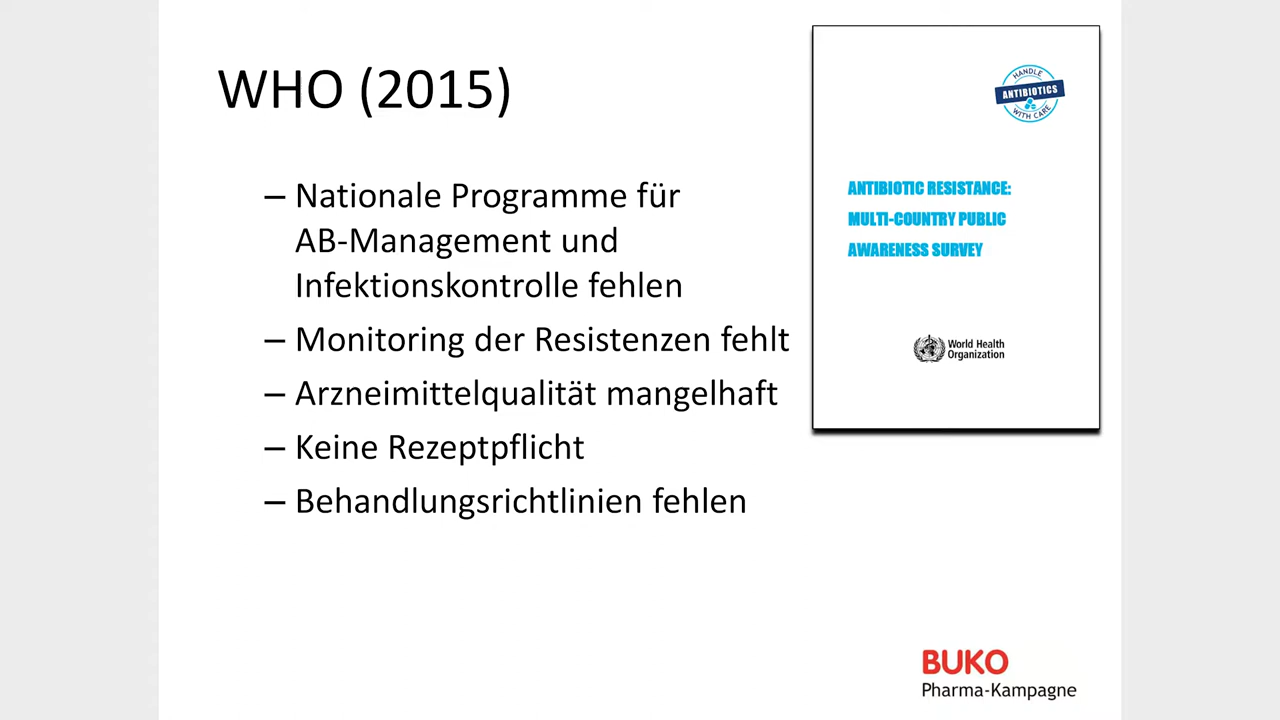 WHO (2015)
– Nationale Programme für
AB-Management und
Infektionskontrolle fehlen
– Monitoring der Resistenzen fehlt
– Arzneimittelqualität mangelhaft
– Keine Rezeptpflicht
– Behandlungsrichtlinien fehlen
HANDLE
ANTIBIOTICS
WITH CARE
ANTIBIOTIC RESISTANCE:
MULTI-COUNTRY PUBLIC
AWARENESS SURVEY
World Health
Organization
BUKO
Pharma-Kampagne